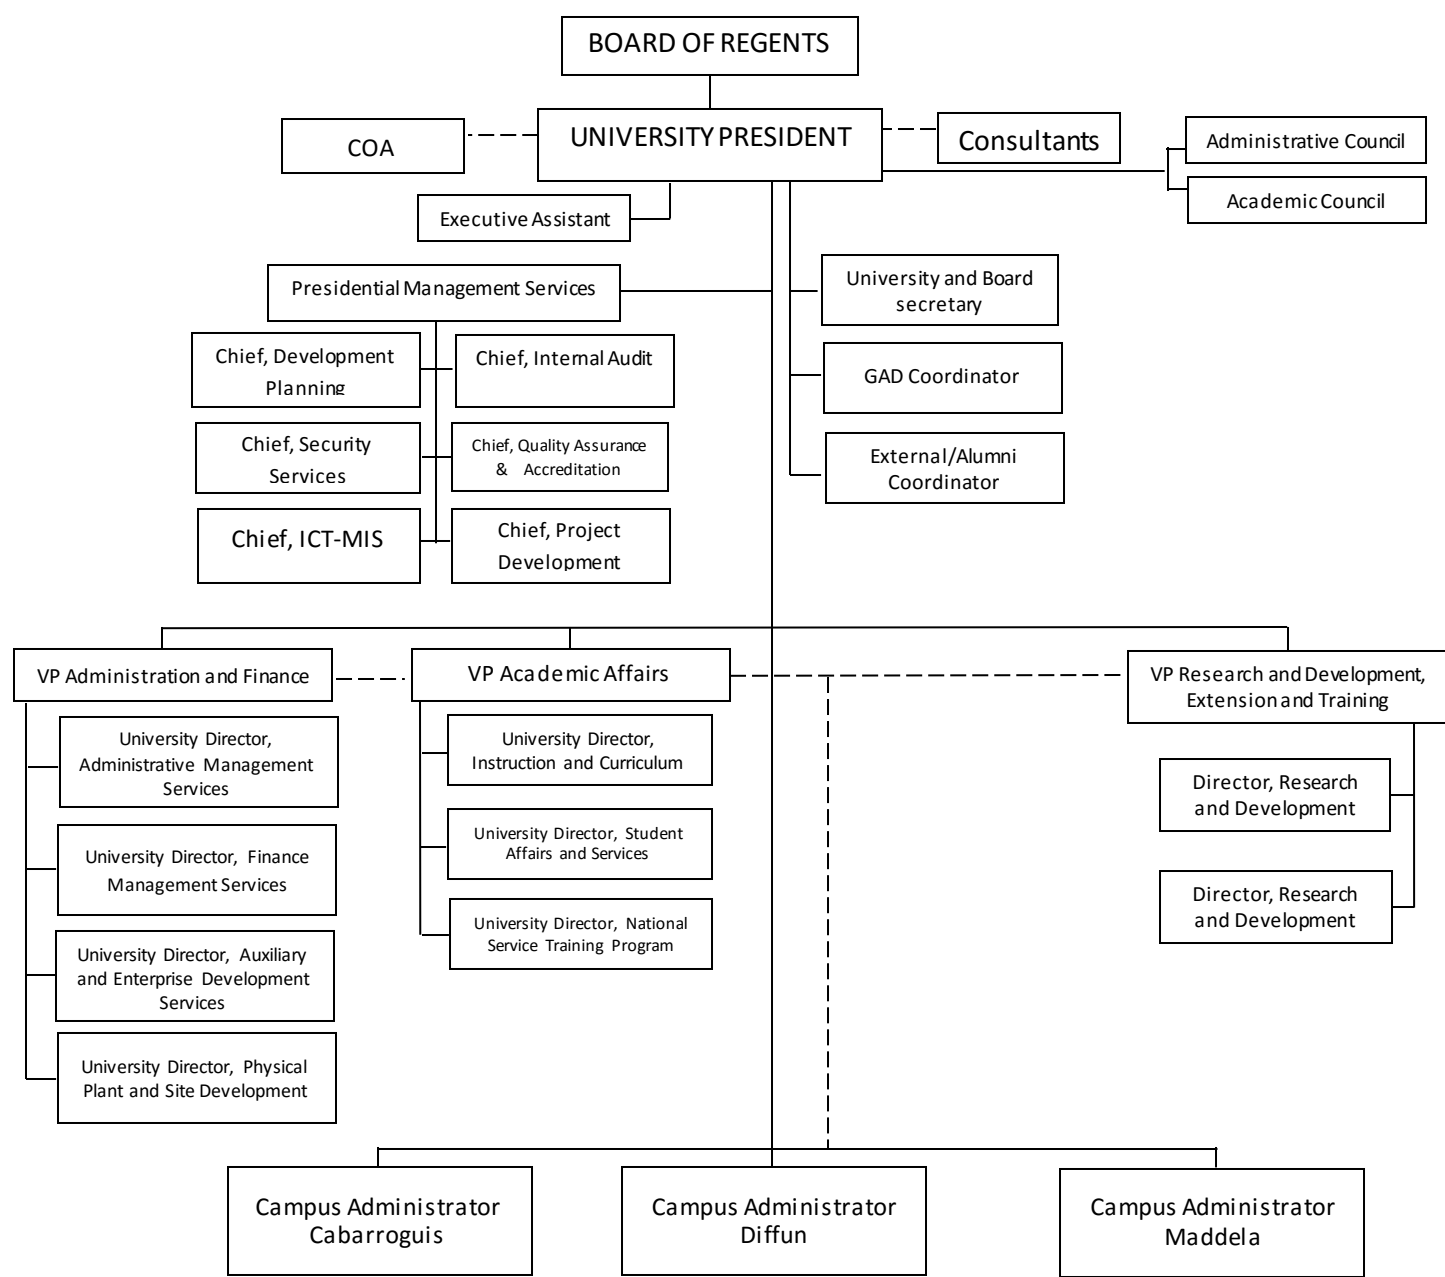 BOARD OF REGENTS
COA
UNIVERSITY PRESIDENT
Consultants
Administrative Council
Academic Council
Executive Assistant
Presidential Management Services
University and Board
secretary
Chief, Development
Planning
Chief, Internal Audit
GAD Coordinator
Chief, Security
Services
Chief, Quality Assurance
& Accreditation
External/Alumni
Coordinator
Chief, ICT-MIS
Chief, Project
Development
VP Administration and Finance
VP Academic Affairs
VP Research and Development,
Extension and Training
University Director,
Administrative Management
Services
University Director, Finance
Management Services
University Director, Auxiliary
and Enterprise Development
Services
University Director, Physical
Plant and Site Development
University Director,
Instruction and Curriculum
University Director, Student
Affairs and Services
University Director, National
Service Training Program
Director, Research
and Development
Director, Research
and Development
Campus Administrator
Cabarroguis
Campus Administrator
Diffun
Campus Administrator
Maddela